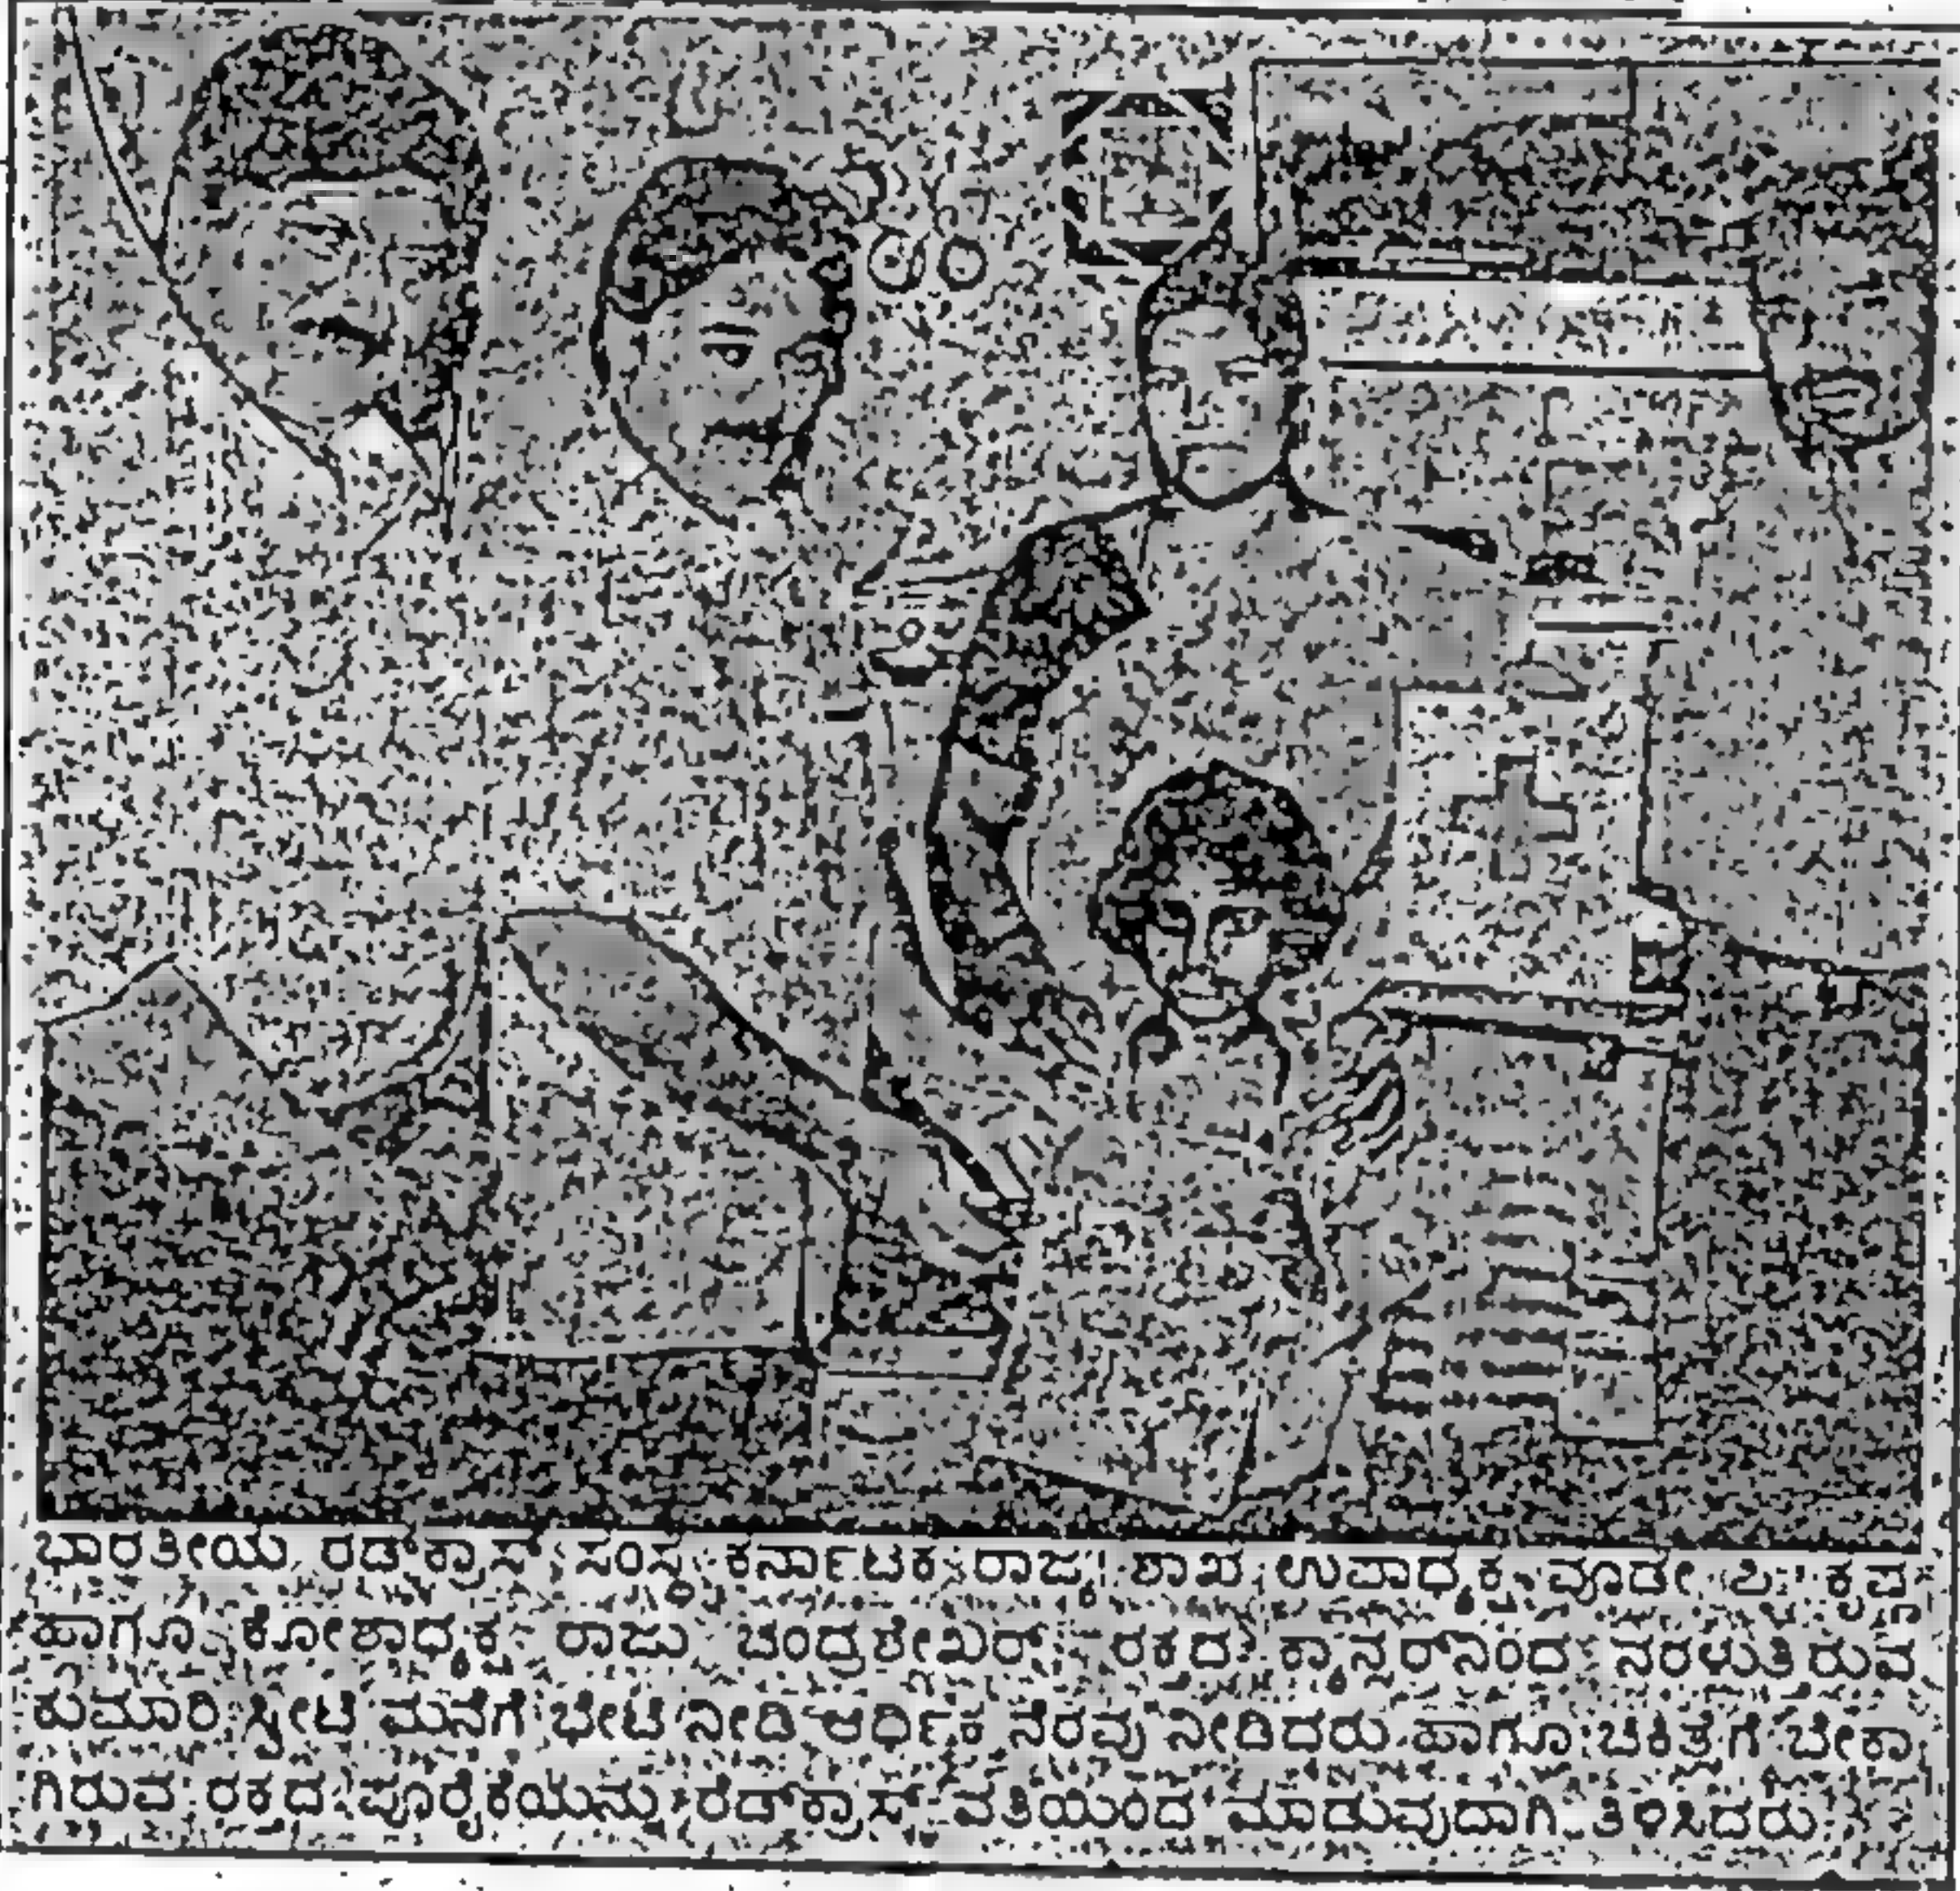 ಭಾರತೀಯ ರೆಡ್‌ಕ್ರಾಸ್ ಸಂಸ್ಥೆ ಕರ್ನಾಟಕ ರಾಜ್ಯ ಶಾಖೆ ಉಪಾಧ್ಯಕ್ಷ ವೂಡೇ ಪಿ. ಕೃಷ್ಣ
ಹಾಗೂ ಕೋಶಾಧ್ಯಕ್ಷ ರಾಜು ಚಂದ್ರಶೇಖರ್ ರಕ್ತದ ಕ್ಯಾನ್ಸರ್‌ನಿಂದ ನರಳುತ್ತಿರುವ
ಕುಮಾರಿ ಸ್ವೀಟಿ ಮನೆಗೆ ಭೇಟಿ ನೀಡಿ ಆರ್ಥಿಕ ನೆರವು ನೀಡಿದರು ಹಾಗೂ ಚಿಕಿತ್ಸೆಗೆ ಬೇಕಾ
ಗಿರುವ ರಕ್ತದ ಪೂರೈಕೆಯನ್ನು ರೆಡ್‌ಕ್ರಾಸ್ ವತಿಯಿಂದ ಮಾಡುವುದಾಗಿ ತಿಳಿಸಿದರು.